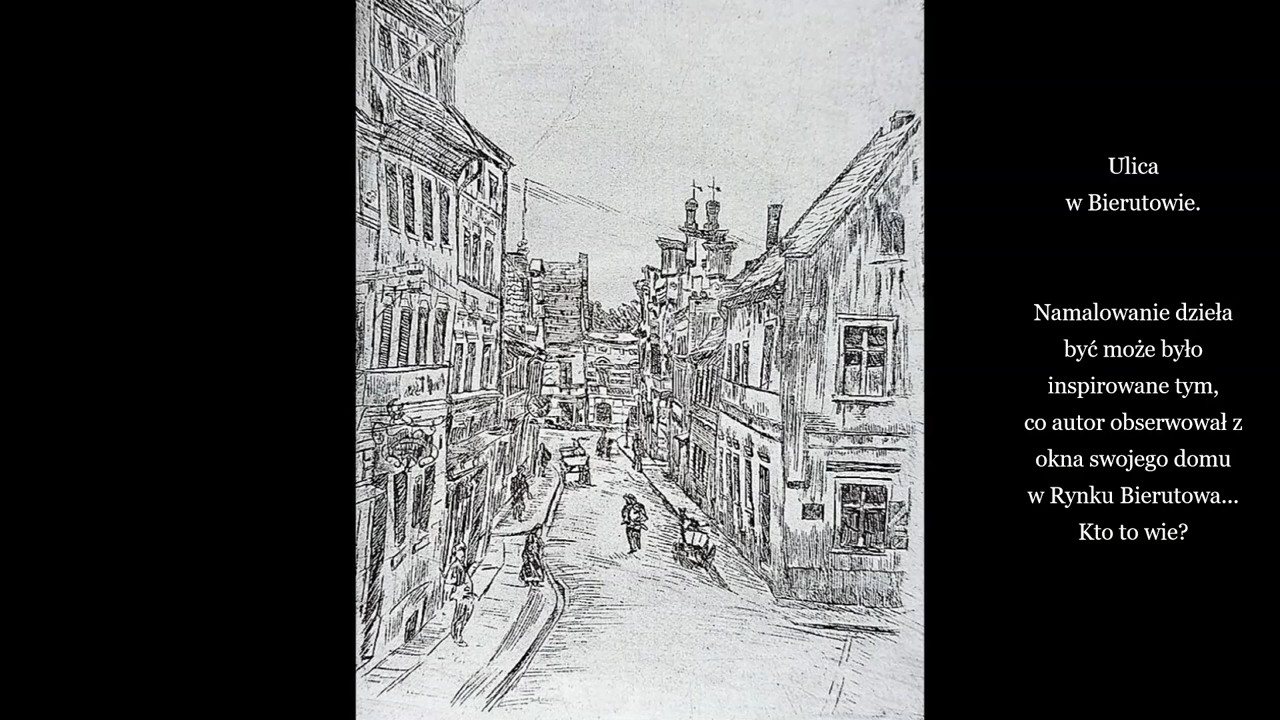 Ulica
w Bierutowie.
Namalowanie dzieła
być może było
inspirowane tym,
co autor obserwował z
okna swojego domu
w Rynku Bierutowa...
Kto to wie?